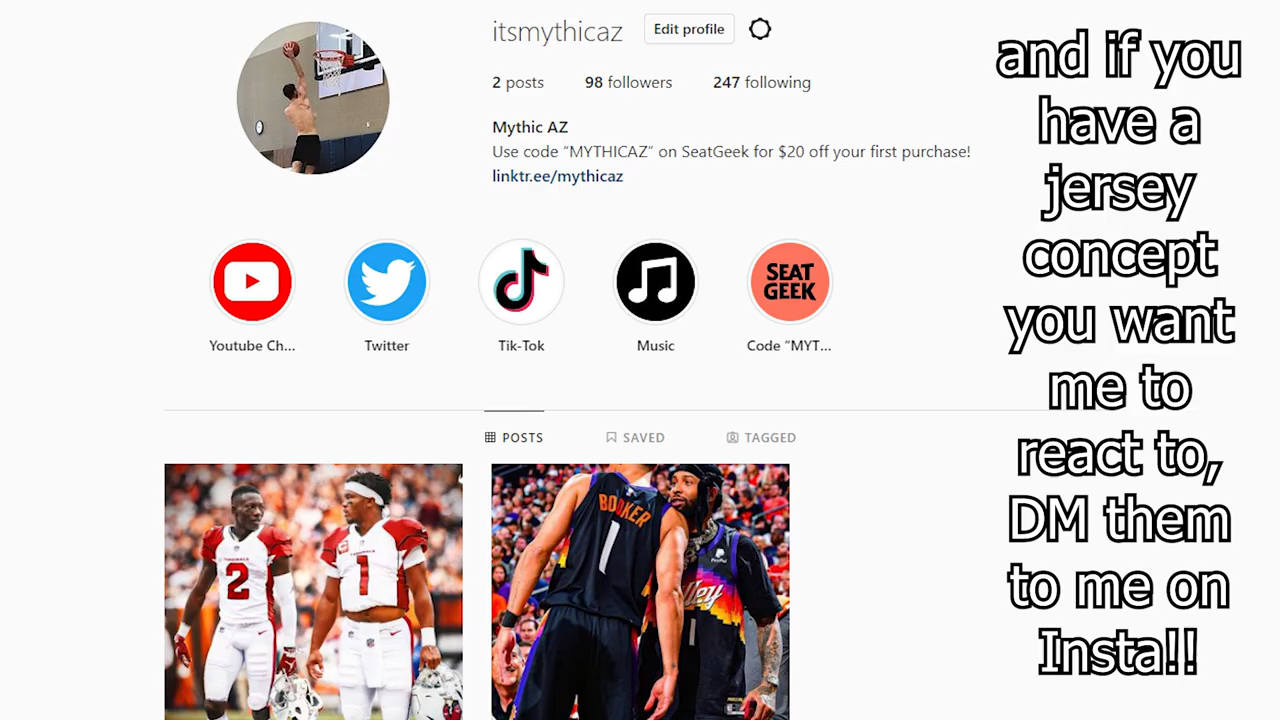 itsmythicaz
Edit profile
2 posts
98 followers
247 following
Mythic AZ
Use code “MYTHICAZ” on SeatGeek for $20 off your first purchase!
linktr.ee/mythicaz
SEAT
GEEK
Youtube Ch...
Twitter
Tik-Tok
Music
Code “MYT...
POSTS
SAVED
TAGGED
2
1
BOOKER
1
PayPal
1
and if you
have a
jersey
concept
you want
me to
react to,
DM them
to me on
Insta!!